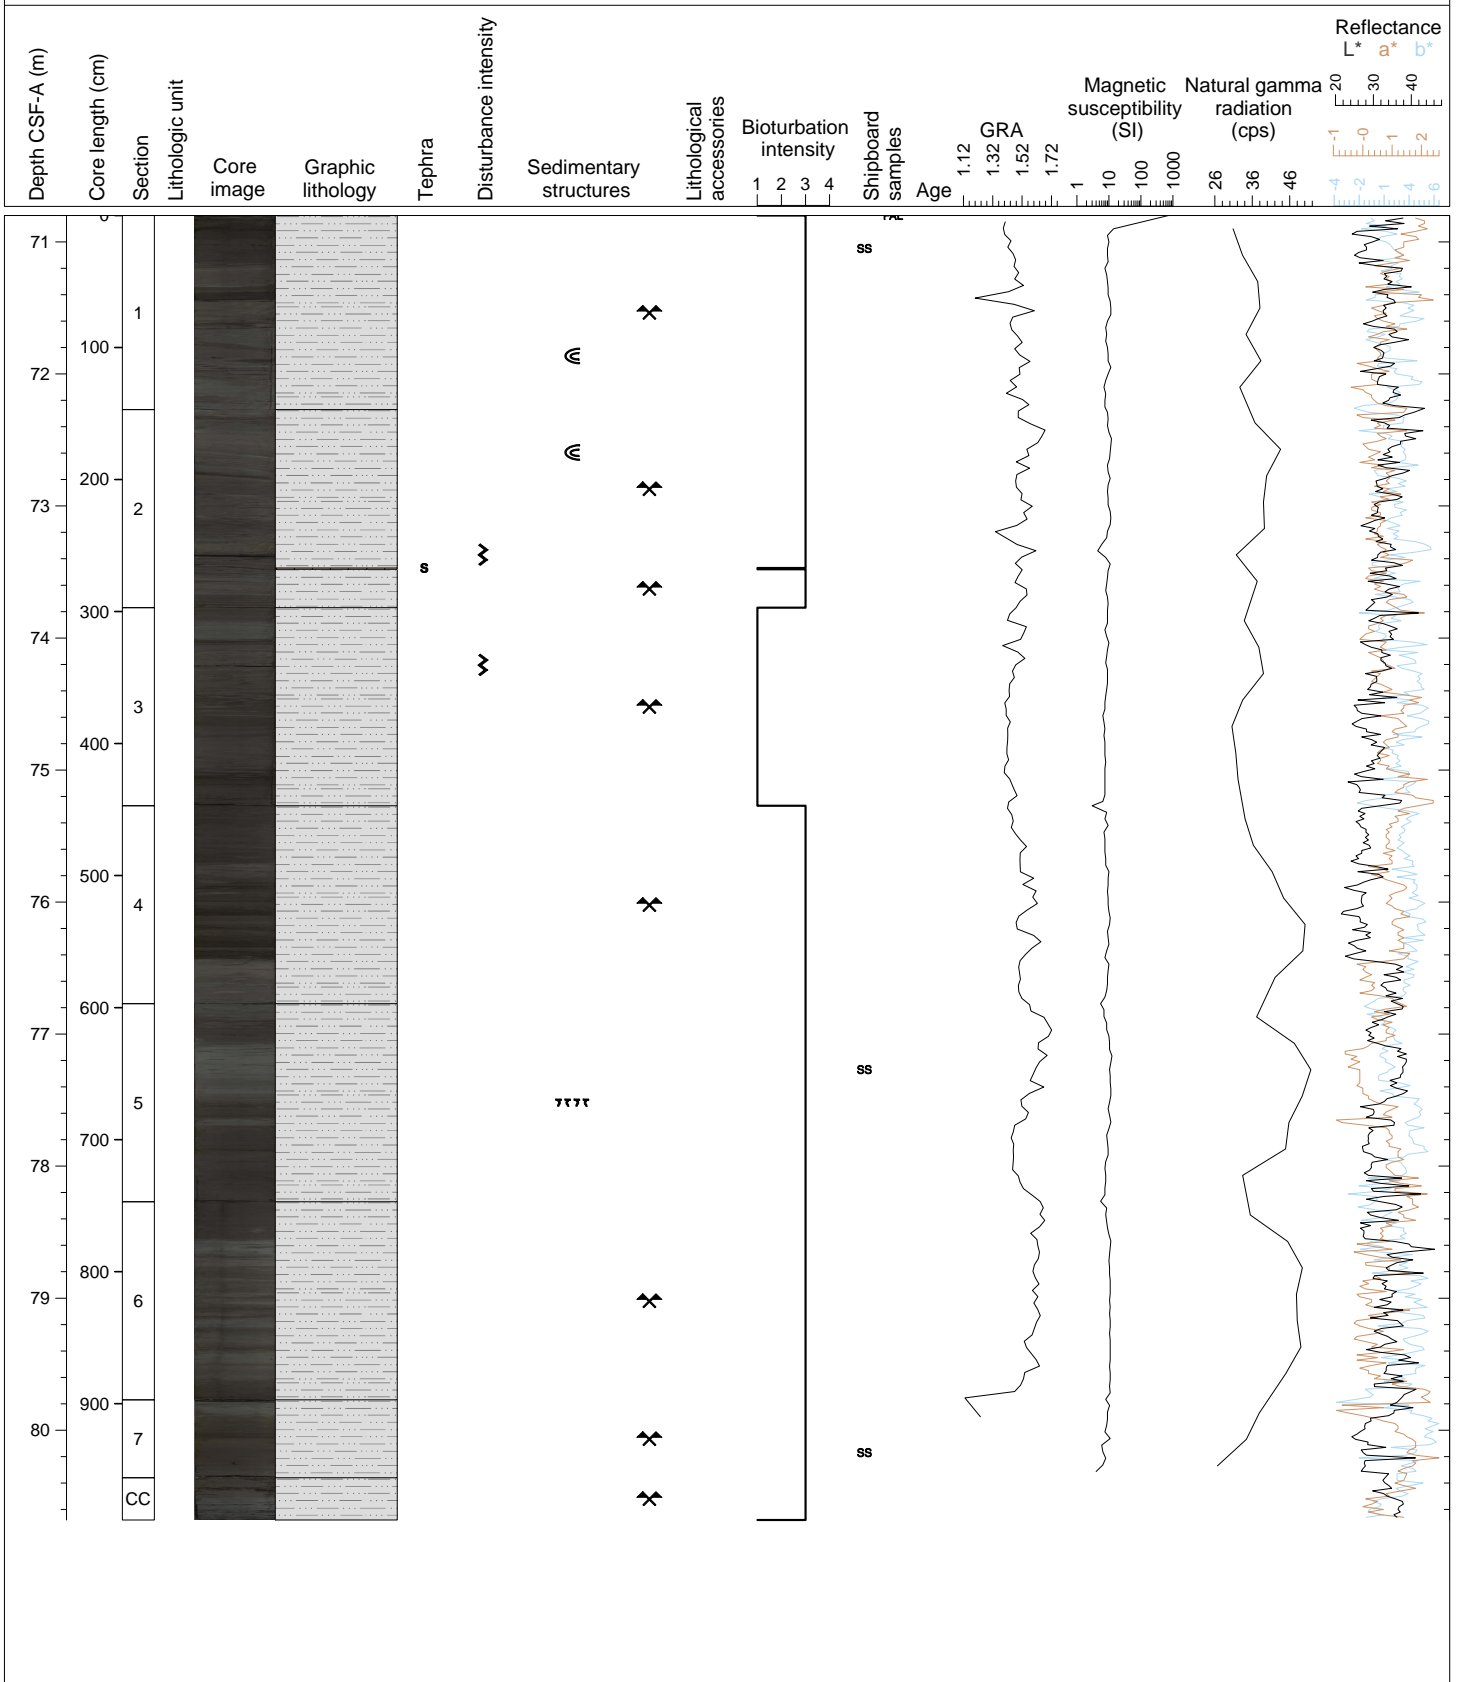 Depth CSF-A (m)
Core length (cm)
Section
Lithologic unit
Core
image
Graphic
lithology
Tephra
Disturbance intensity
Sedimentary
structures
Lithological
accessories
Bioturbation
intensity
1 2 3 4
Shipboard
samples
Age
GRA
1.12 1.32 1.52 1.72
Magnetic
susceptibility
(SI)
1 10 100 1000
Natural gamma
radiation
(cps)
26 36 46
Reflectance
L* a* b*
20 30 40
-1 -0 1 2
-4 -2 1 4 6
0
PAL
71
ss
1
100
72
200
73
2
s
300
74
3
400
75
500
76
4
600
77
ss
5
700
78
800
79
6
900
80
7
ss
CC